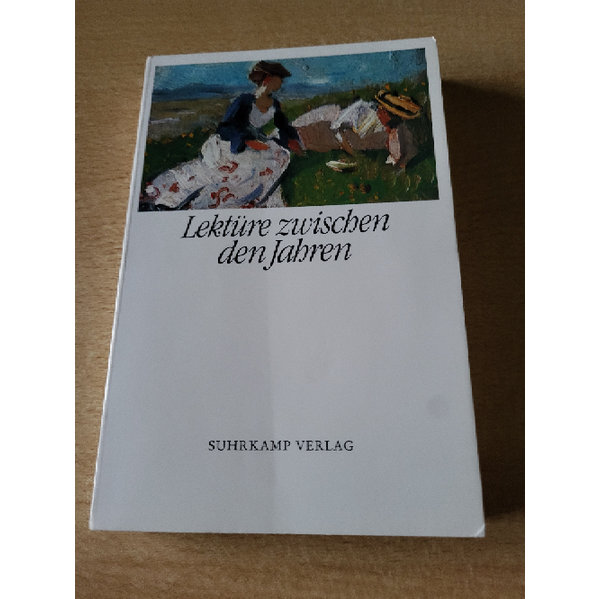 Lektüre zwischen
den Jahren
SUHRKAMP VERLAG